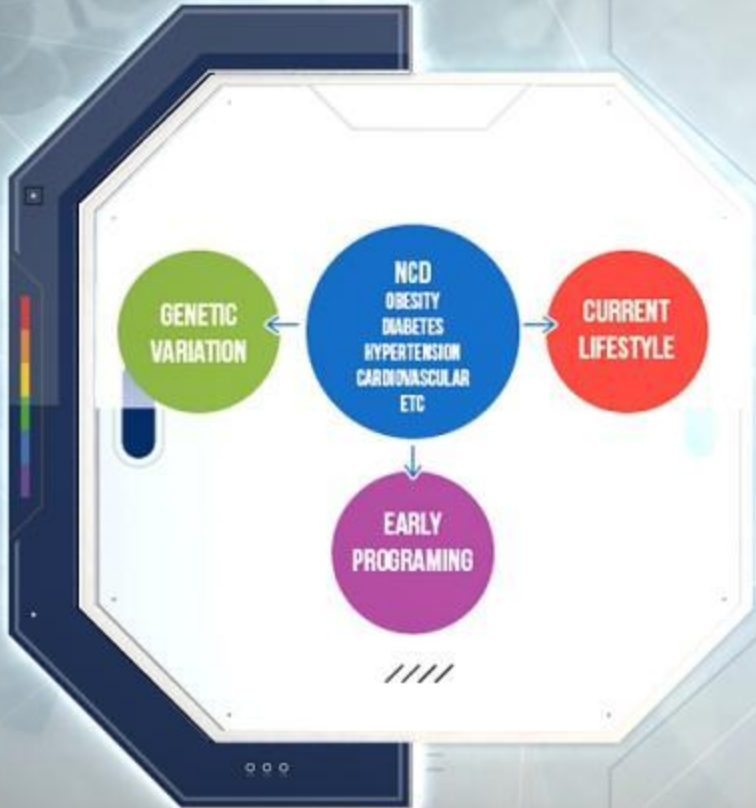 NCD
OBESITY
DIABETES
HYPERTENSION
CARDIOVASCULAR
ETC
GENETIC
VARIATION
CURRENT
LIFESTYLE
EARLY
PROGRAMING